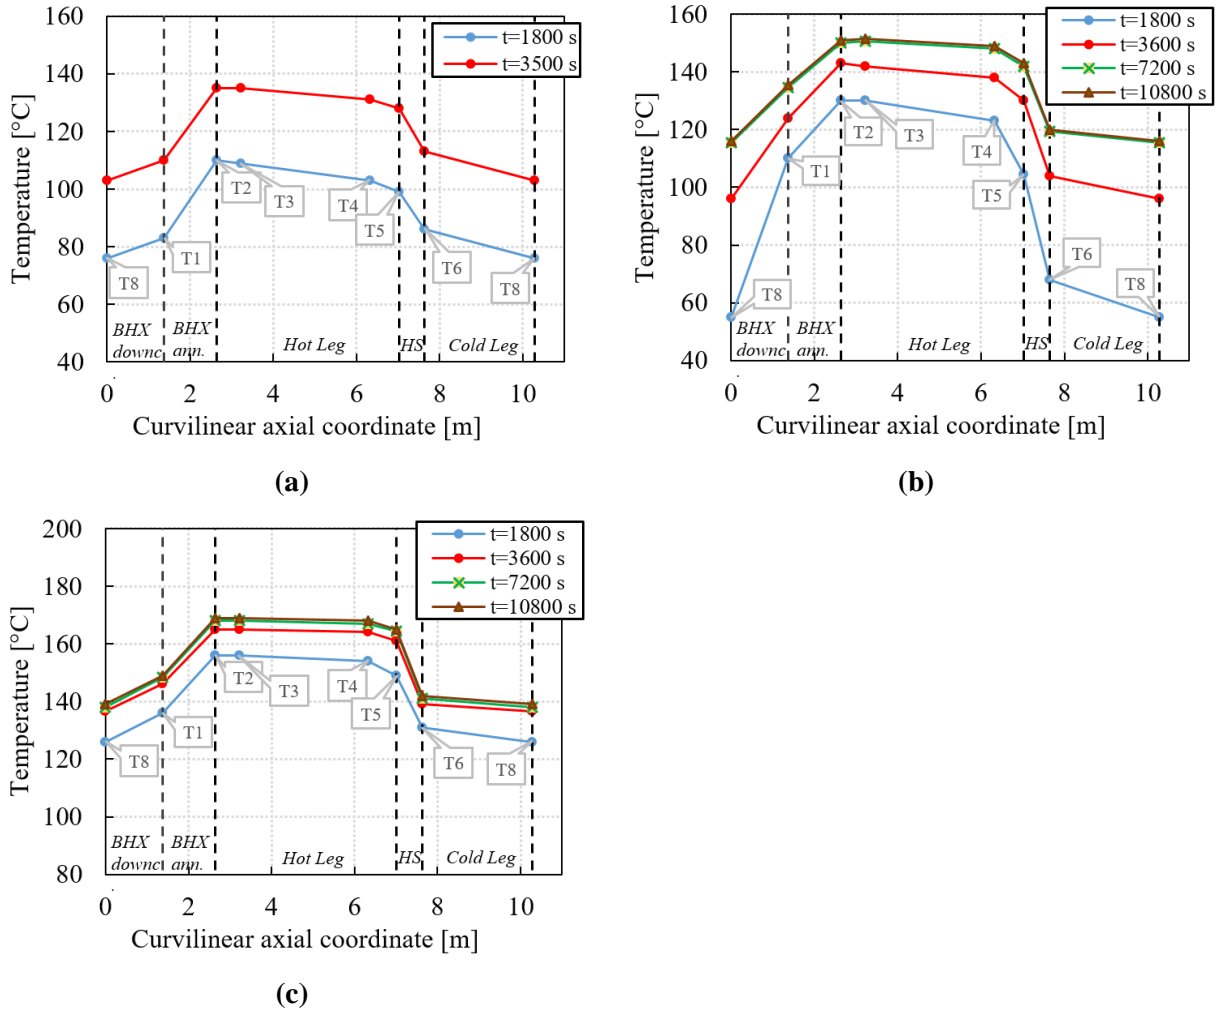 160
140
120
100
80
60
40
Temperature [°C]
t=1800 s
t=3500 s
T8
T1
T2
T3
T4
T5
T6
T8
BHX
downc.
BHX
ann.
Hot Leg
HS
Cold Leg
0
2
4
6
8
10
Curvilinear axial coordinate [m]
(a)
160
140
120
100
80
60
40
Temperature [°C]
t=1800 s
t=3600 s
t=7200 s
t=10800 s
T8
T1
T2
T3
T4
T5
T6
T8
BHX
downc.
BHX
ann.
Hot Leg
HS
Cold Leg
0
2
4
6
8
10
Curvilinear axial coordinate [m]
(b)
200
180
160
140
120
100
80
Temperature [°C]
t=1800 s
t=3600 s
t=7200 s
t=10800 s
T8
T1
T2
T3
T4
T5
T6
T8
BHX
downc.
BHX
ann.
Hot Leg
HS
Cold Leg
0
2
4
6
8
10
Curvilinear axial coordinate [m]
(c)